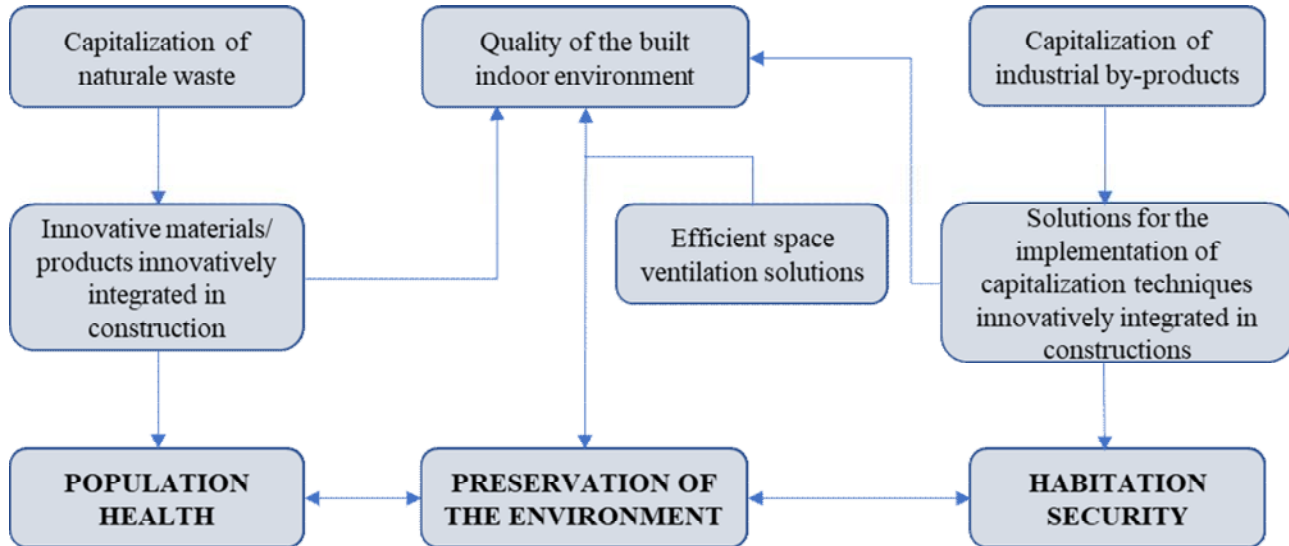 Capitalization of
naturale waste
Quality of the built
indoor environment
Capitalization of
industrial by-products
Innovative materials/
products innovatively
integrated in
construction
Efficient space
ventilation solutions
Solutions for the
implementation of
capitalization techniques
innovatively integrated in
constructions
POPULATION
HEALTH
PRESERVATION OF
THE ENVIRONMENT
HABITATION
SECURITY